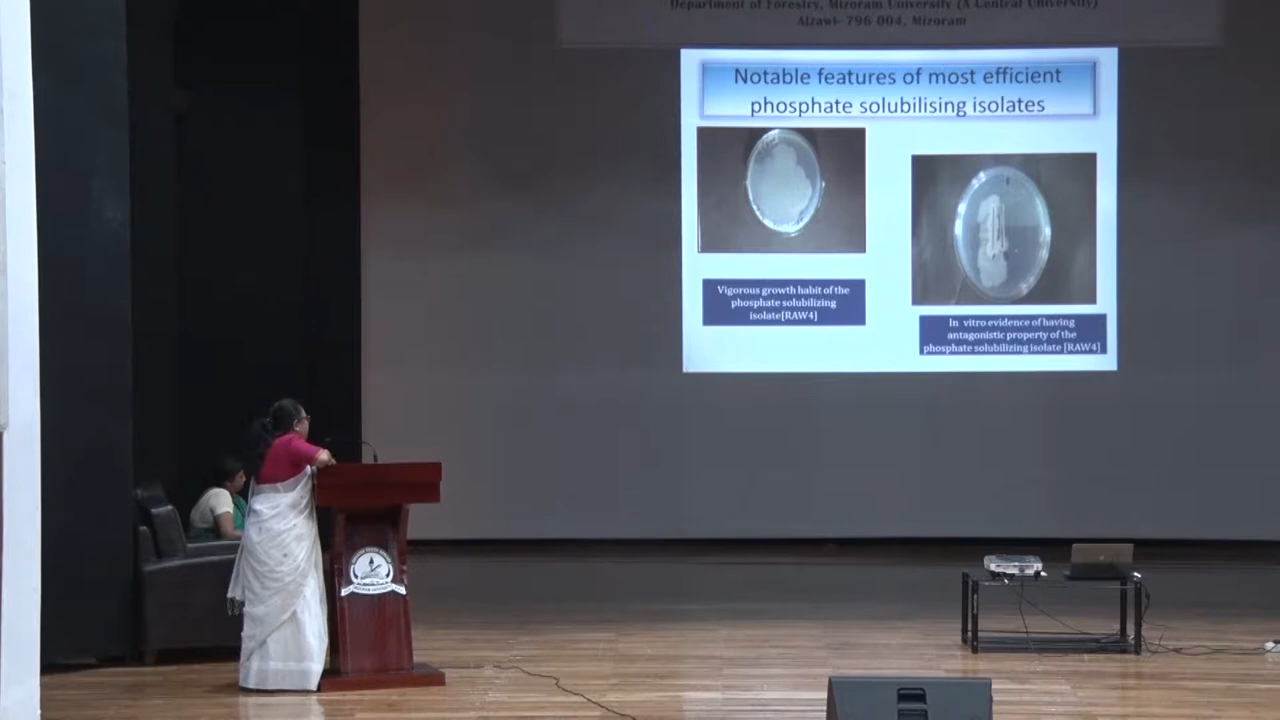 Department of Forestry, Mizoram University (A Central University)
Aizawl- 796 004, Mizoram
Notable features of most efficient
phosphate solubilising isolates
Vigorous growth habit of the
phosphate solubilizing
isolate[RAW4]
In vitro evidence of having
antagonistic property of the
phosphate solubilizing isolate [RAW4]
MIZORAM UNIVERSITY